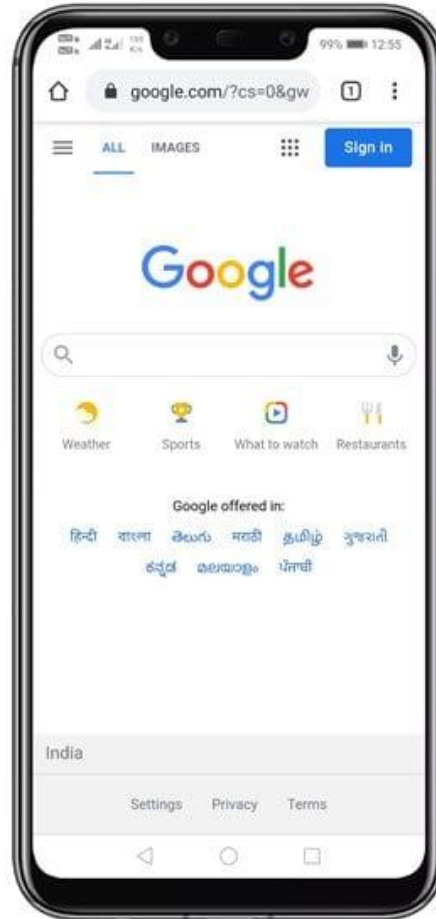 99% 12:55
google.com/?cs=0&gw 1
ALL IMAGES Sign in
Google
Weather Sports What to watch Restaurants
Google offered in:
हिन्दी বাংলা తెలుగు मराठी தமிழ் ગુજરાતી
ಕನ್ನಡ മലയാളം ਪੰਜਾਬੀ
India
Settings Privacy Terms